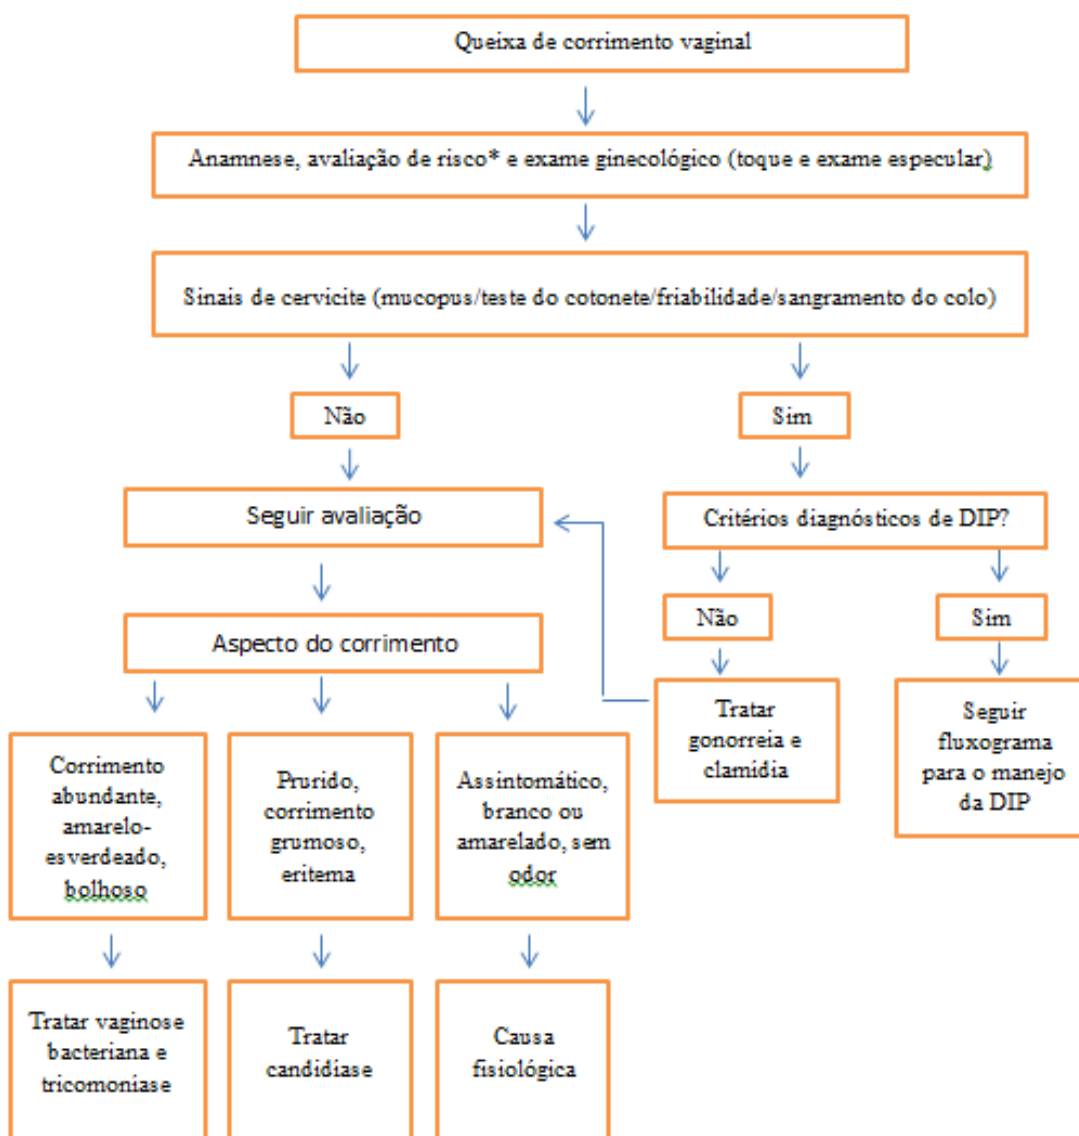 Queixa de corrimento vaginal
Anamnese, avaliação de risco* e exame ginecológico (toque e exame especular)
Sinais de cervicite (mucopus/teste do cotonete/friabilidade/sangramento do colo)
Não
Sim
Seguir avaliação
Critérios diagnósticos de DIP?
Não
Sim
Aspecto do corrimento
Tratar
gonorreia e
clamídia
Seguir
fluxograma
para o manejo
da DIP
Corrimento
abundante,
amarelo-
esverdeado,
bolhoso
Prurido,
corrimento
grumoso,
eritema
Assintomático,
branco ou
amarelado, sem
odor
Tratar vaginose
bacteriana e
tricomoniase
Tratar
candidíase
Causa
fisiológica